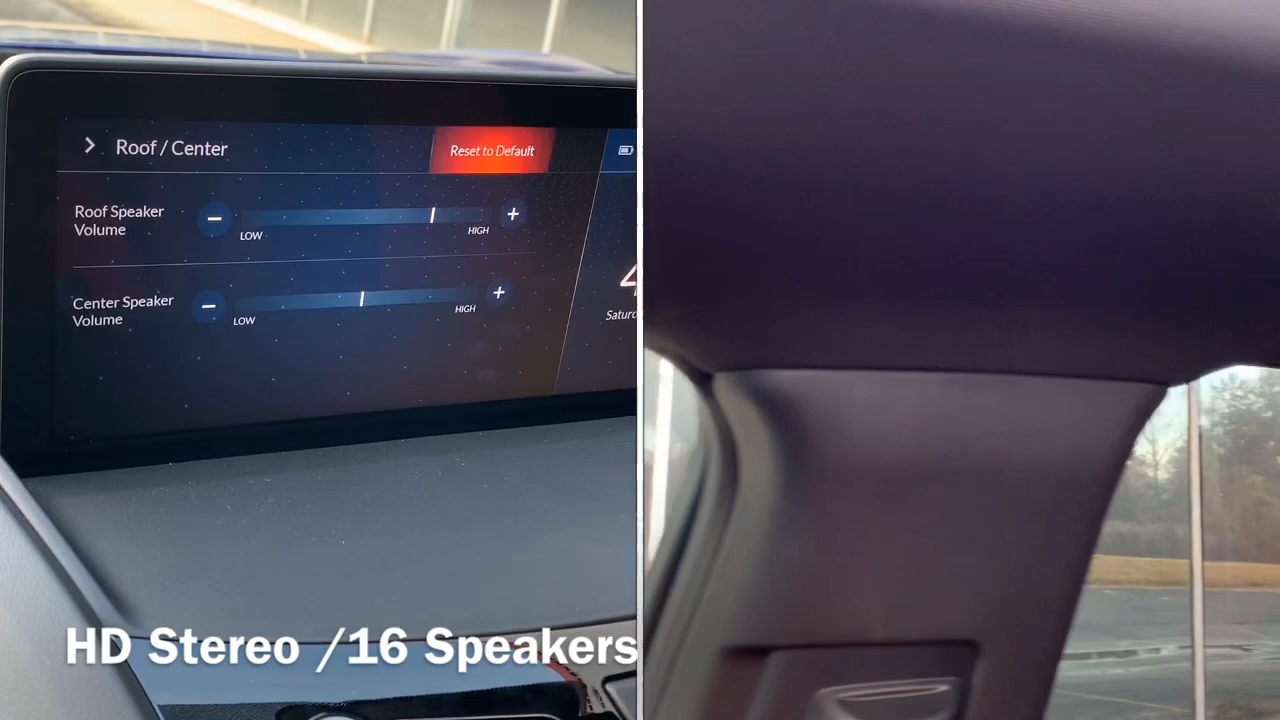 Roof / Center
Reset to Default
Roof Speaker
Volume
LOW
HIGH
Center Speaker
Volume
LOW
HIGH
HD Stereo /16 Speakers